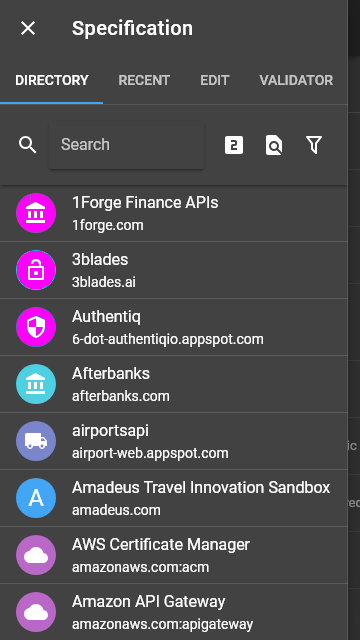 Specification
DIRECTORY RECENT EDIT VALIDATOR
Search
2
1Forge Finance APIs
1forge.com
3blades
3blades.ai
Authentiq
6-dot-authentiqio.appspot.com
Afterbanks
afterbanks.com
airportsapi
airport-web.appspot.com
ic
A
Amadeus Travel Innovation Sandbox
amadeus.com
AWS Certificate Manager
amazonaws.com:acm
Amazon API Gateway
amazonaws.com:apigateway